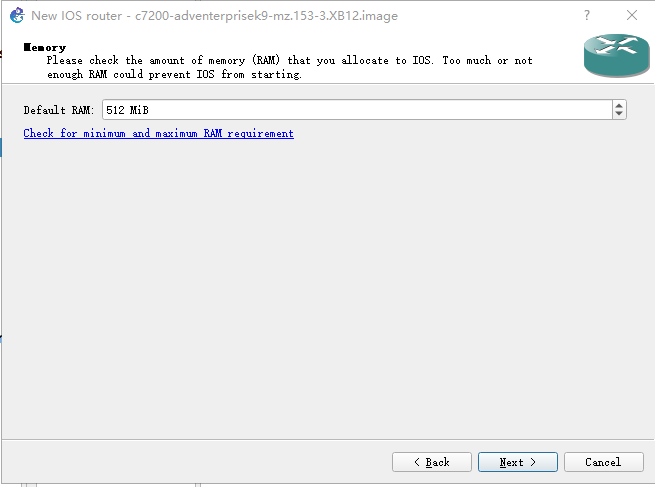 New IOS router - c7200-adventerprisek9-mz.153-3.XB12.image
Memory
Please check the amount of memory (RAM) that you allocate to IOS. Too much or not
enough RAM could prevent IOS from starting.
Default RAM: 512 MiB
Check for minimum and maximum RAM requirement
< Back Next > Cancel